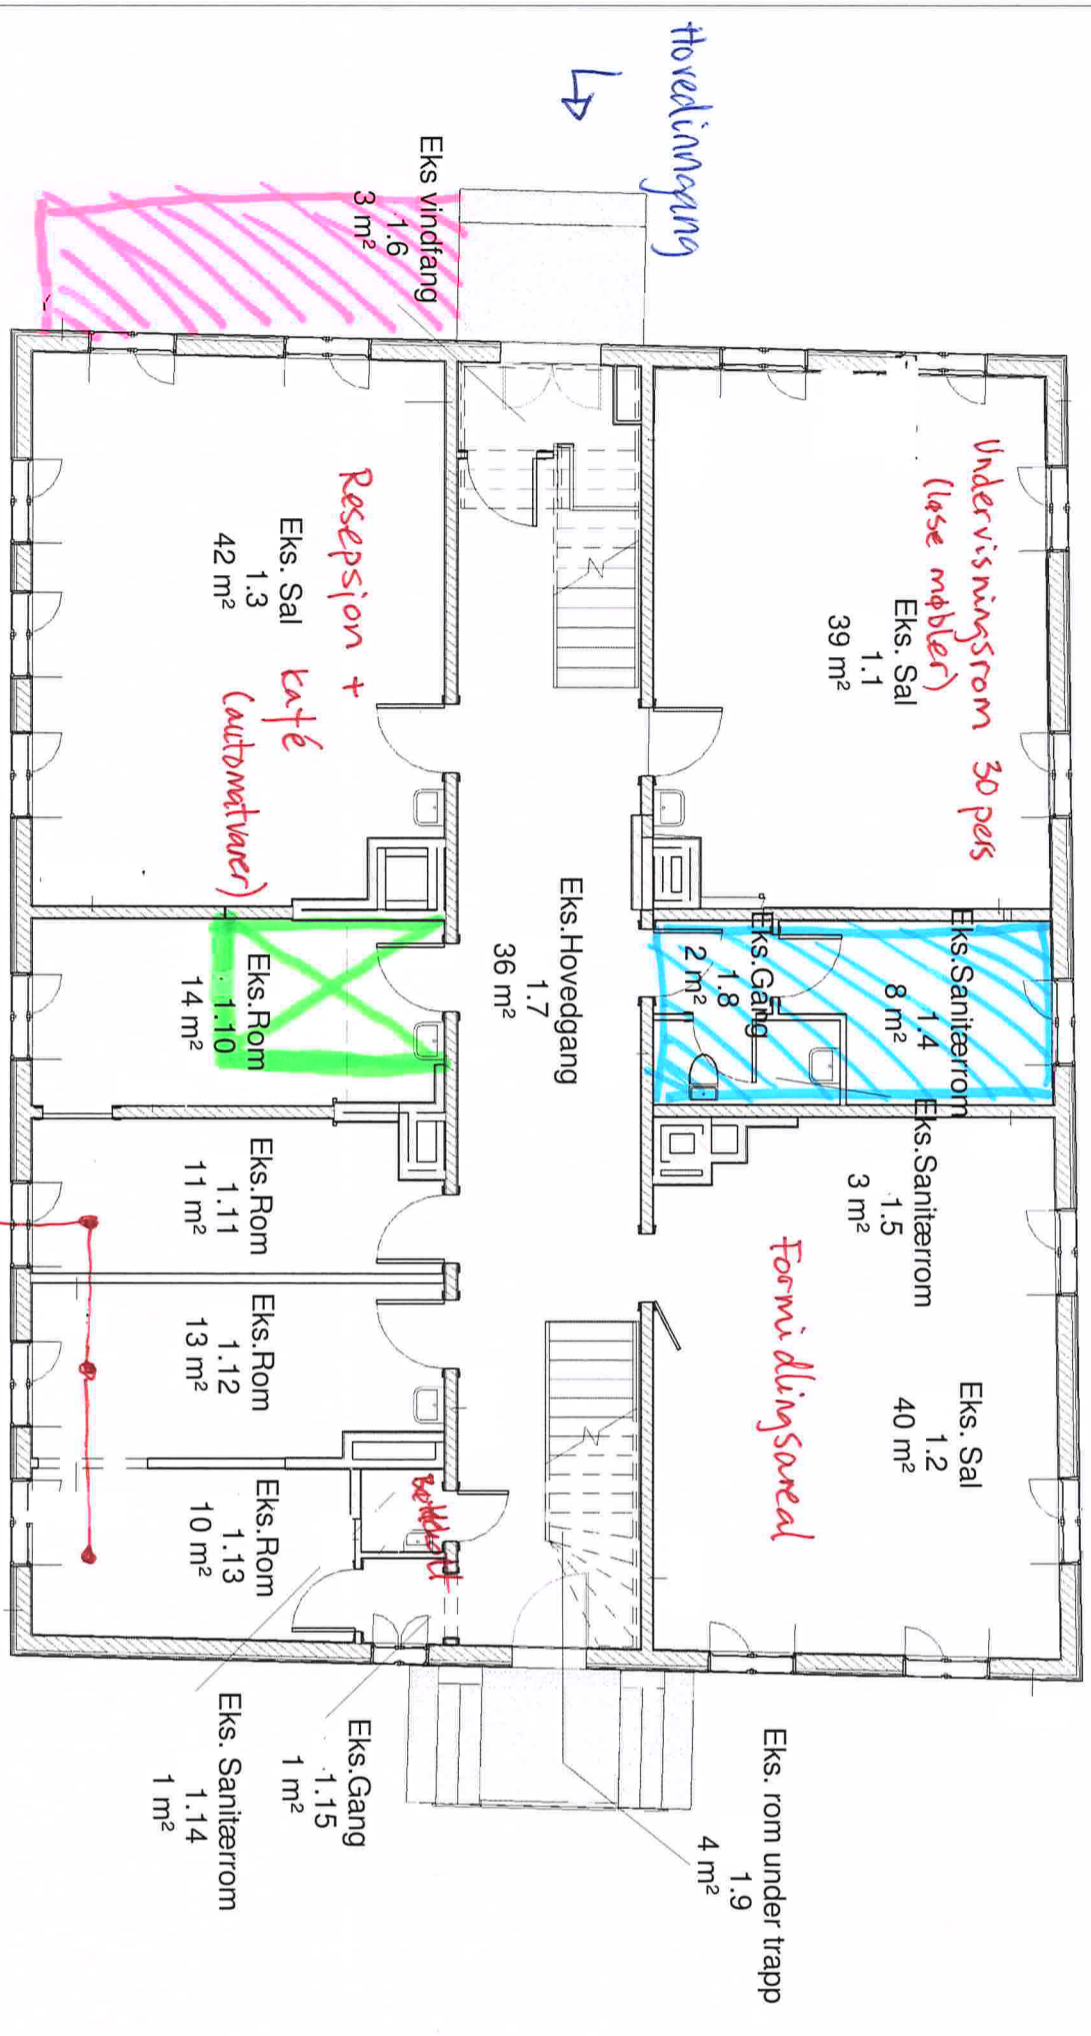 Hovedinngang
Undervisningsrom 30 pers
(løse møbler)
Eks. Sal
1.1
39 m²
Eks.Sanitærrom
1.4
8 m²
Eks.Gang
1.8
2 m²
Eks.Sanitærrom
1.5
3 m²
Eks. Sal
1.2
40 m²
Formidlingsareal
Eks. rom under trapp
1.9
4 m²
Eks.Hovedgang
1.7
36 m²
Eks vindfang
1.6
3 m²
Resepsjon +
kafé
(automatvarer)
Eks. Sal
1.3
42 m²
Eks.Rom
1.10
14 m²
Eks.Rom
1.11
11 m²
Eks.Rom
1.12
13 m²
Eks.Rom
1.13
10 m²
Eks.Gang
1.15
1 m²
Eks. Sanitærrom
1.14
1 m²